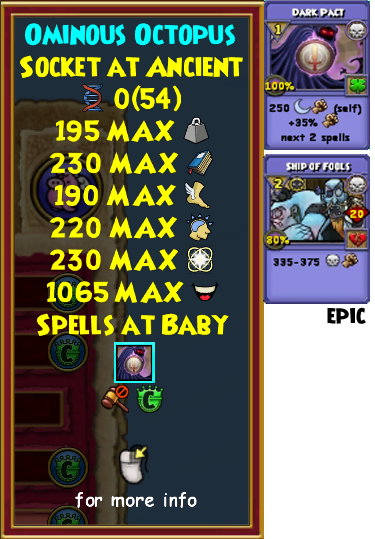 Ominous Octopus
Socket at Ancient
0(54)
195 MAX
230 MAX
190 MAX
220 MAX
230 MAX
1065 MAX
Spells at Baby
for more info
DARK PACT
1
100%
250 (self)
+35%
next 2 spells
SHIP OF FOOLS
2
20
80%
335-375
EPIC